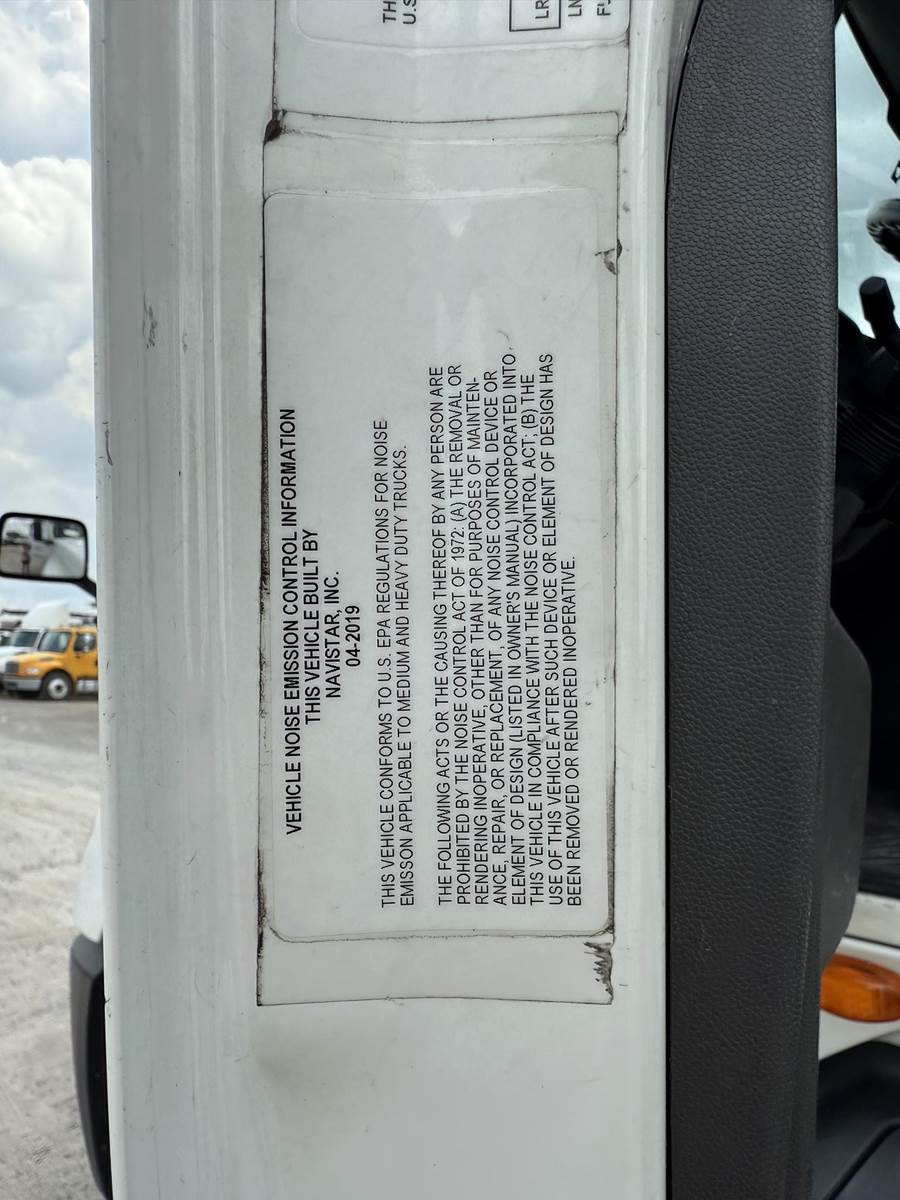 TH
U.S
LR
LN
VEHICLE NOISE EMISSION CONTROL INFORMATION
THIS VEHICLE BUILT BY
NAVISTAR, INC.
04-2019
THIS VEHICLE CONFORMS TO U.S. EPA REGULATIONS FOR NOISE
EMISSON APPLICABLE TO MEDIUM AND HEAVY DUTY TRUCKS.
THE FOLLOWING ACTS OR THE CAUSING THEREOF BY ANY PERSON ARE
PROHIBITED BY THE NOISE CONTROL ACT OF 1972: (A) THE REMOVAL OR
RENDERING INOPERATIVE, OTHER THAN FOR PURPOSES OF MAINTEN-
ANCE, REPAIR, OR REPLACEMENT, OF ANY NOISE CONTROL DEVICE OR
ELEMENT OF DESIGN (LISTED IN OWNER'S MANUAL) INCORPORATED INTO
THIS VEHICLE IN COMPLIANCE WITH THE NOISE CONTROL ACT; (B) THE
USE OF THIS VEHICLE AFTER SUCH DEVICE OR ELEMENT OF DESIGN HAS
BEEN REMOVED OR RENDERED INOPERATIVE.